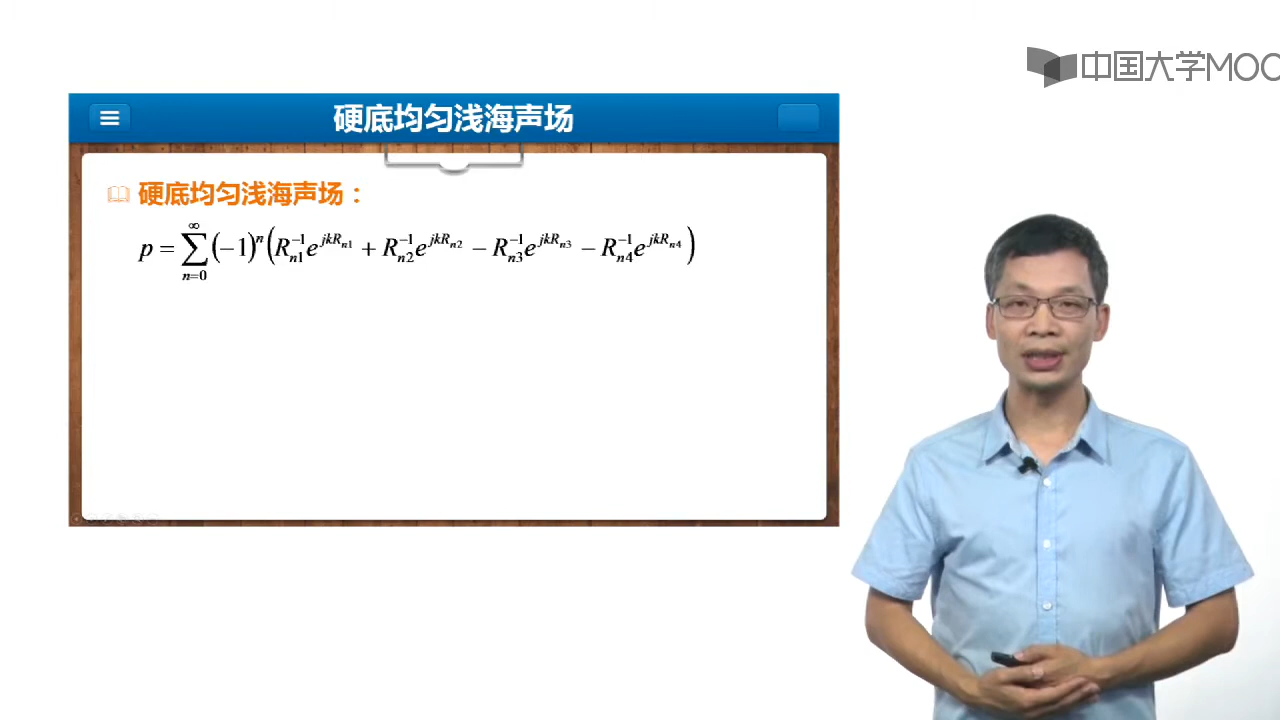 中国大学MOO
硬底均匀浅海声场
硬底均匀浅海声场：
p = \sum_{n=0}^{\infty} (-1)^n \left( R_{n1}^{-1} e^{jkR_{n1}} + R_{n2}^{-1} e^{jkR_{n2}} - R_{n3}^{-1} e^{jkR_{n3}} - R_{n4}^{-1} e^{jkR_{n4}} \right)